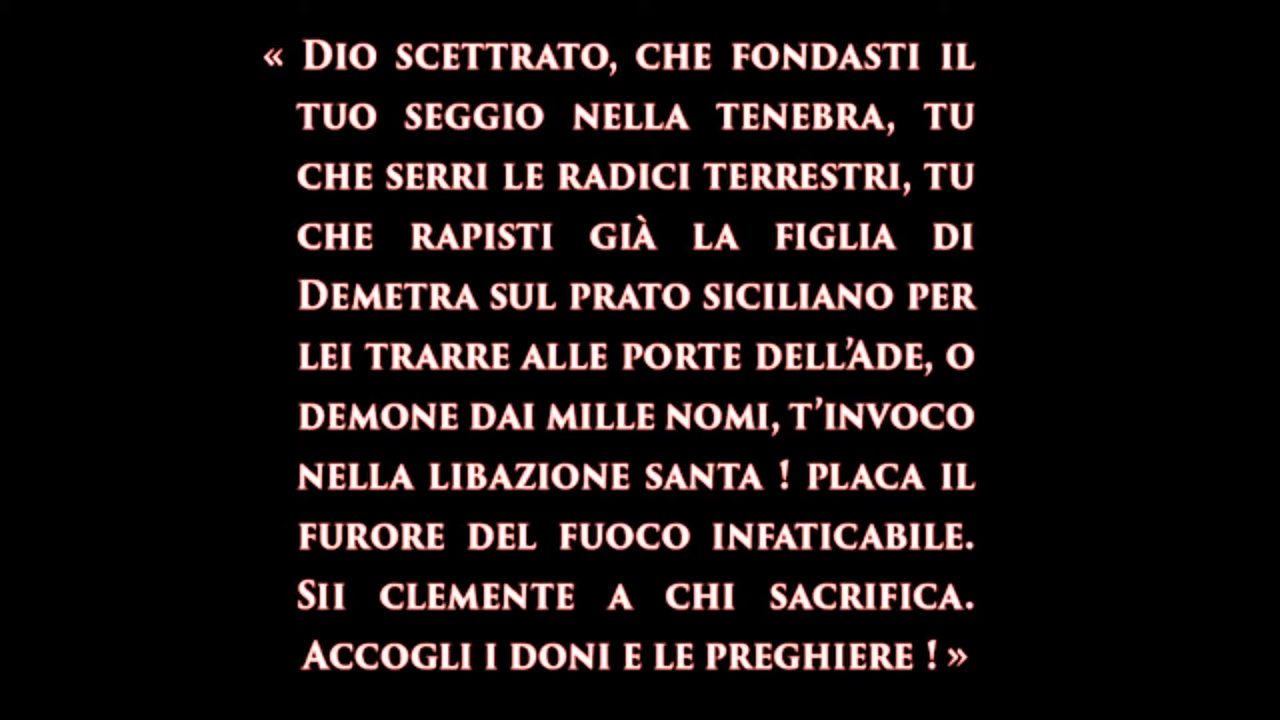 « Dio scettrato, che fondasti il
tuo seggio nella tenebra, tu
che serri le radici terrestri, tu
che rapisti già la figlia di
Demetra sul prato siciliano per
lei trarre alle porte dell’Ade, o
demone dai mille nomi, t’invoco
nella libazione santa ! placa il
furore del fuoco infaticabile.
Sii clemente a chi sacrifica.
Accogli i doni e le preghiere ! »